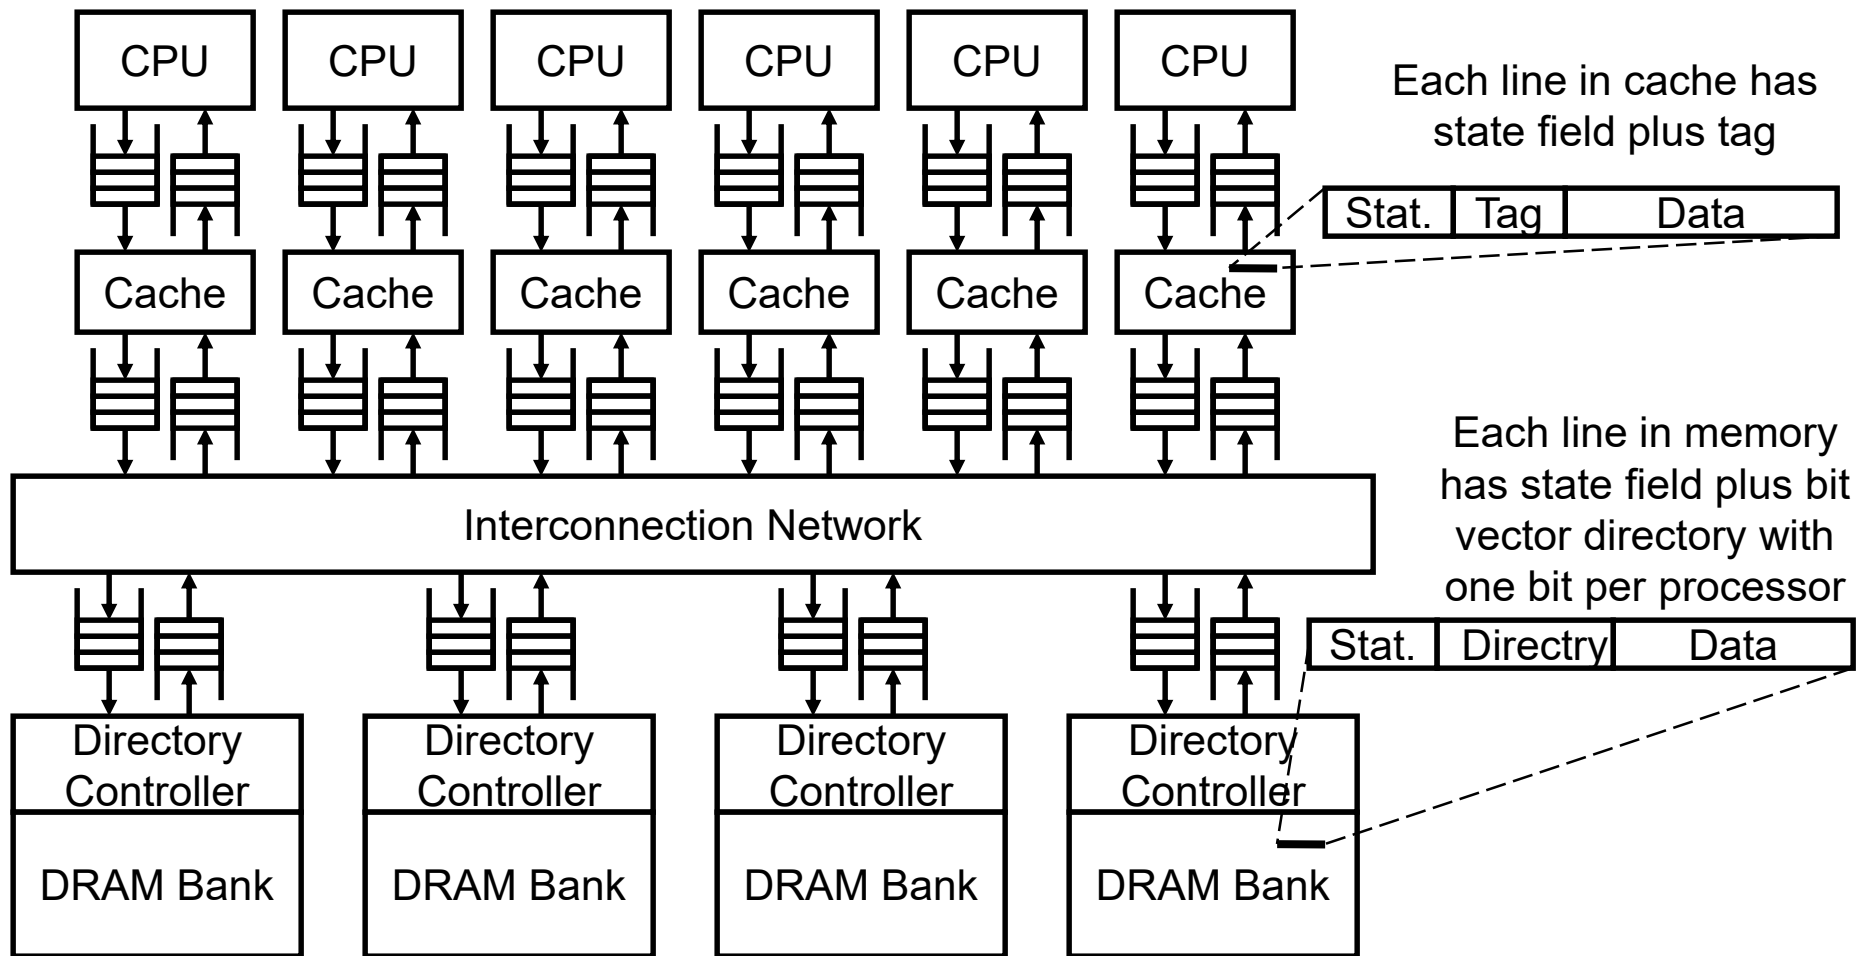 CPU
CPU
CPU
CPU
CPU
CPU
Each line in cache has
state field plus tag
Stat.
Tag
Data
Cache
Cache
Cache
Cache
Cache
Cache
Each line in memory
has state field plus bit
vector directory with
one bit per processor
Interconnection Network
Stat.
Directry
Data
Directory
Controller
Directory
Controller
Directory
Controller
Directory
Controller
DRAM Bank
DRAM Bank
DRAM Bank
DRAM Bank